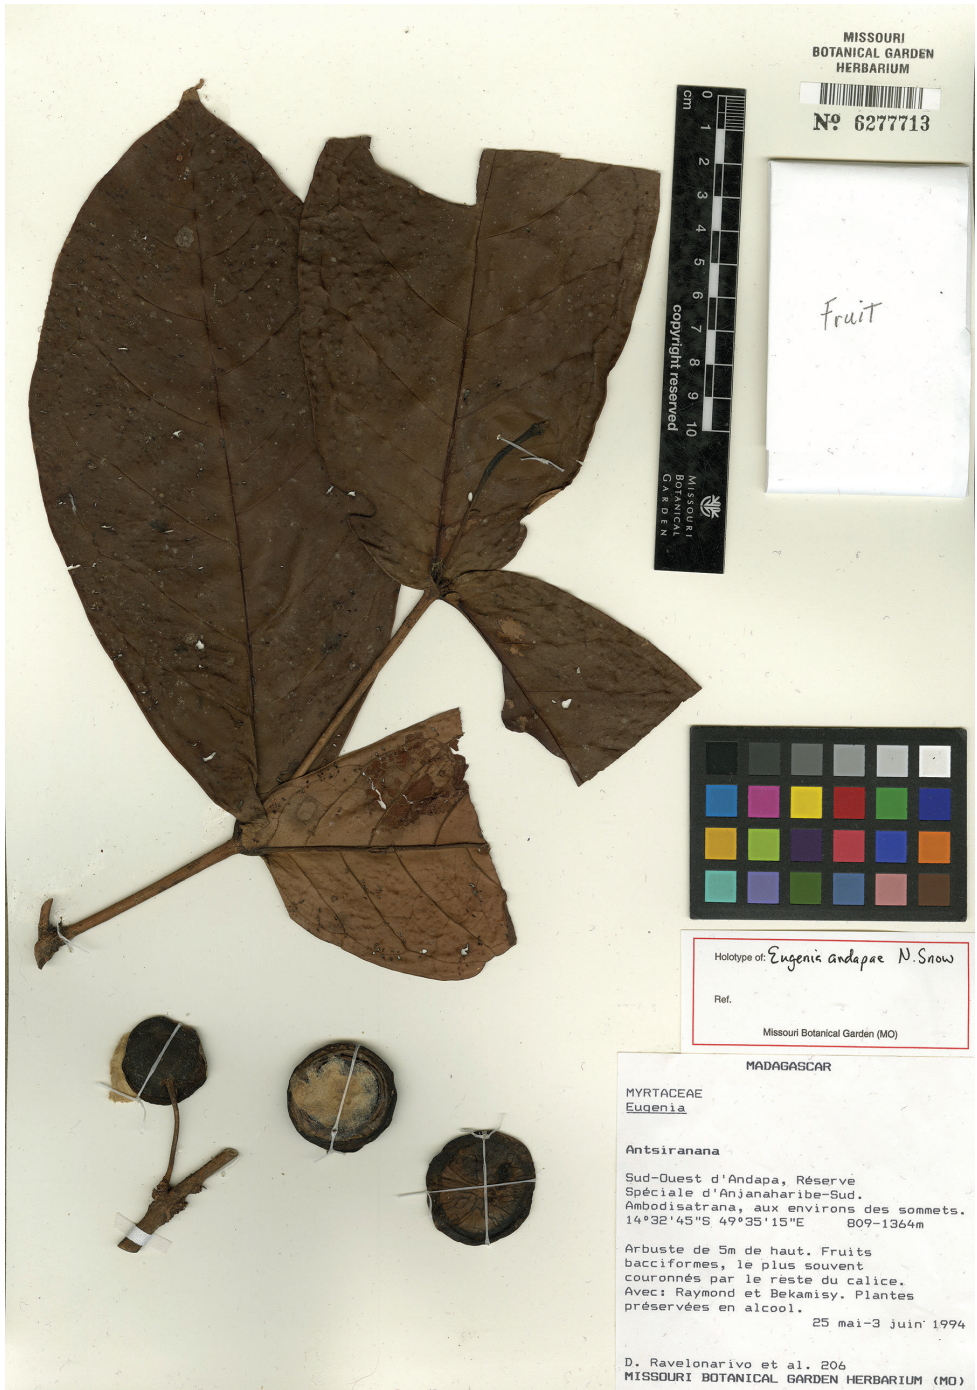 MISSOURI
BOTANICAL GARDEN
HERBARIUM
No 6277713
0 1 2 3 4 5 6 7 8 9 10
cm
copyright reserved
MISSOURI
BOTANICAL
GARDEN
Fruit
Holotype of: Eugenia andapae N. Snow
Ref.
Missouri Botanical Garden (MO)
MADAGASCAR
MYRTACEAE
Eugenia
Antsiranana
Sud-Ouest d'Andapa, Réserve
Spéciale d'Anjanaharibe-Sud.
Ambodisatrana, aux environs des sommets.
14°32'45"S 49°35'15"E 809-1364m
Arbuste de 5m de haut. Fruits
bacciformes, le plus souvent
couronnés par le reste du calice.
Avec: Raymond et Bekamisy. Plantes
préservées en alcool.
25 mai-3 juin 1994
D. Ravelonarivo et al. 206
MISSOURI BOTANICAL GARDEN HERBARIUM (MO)